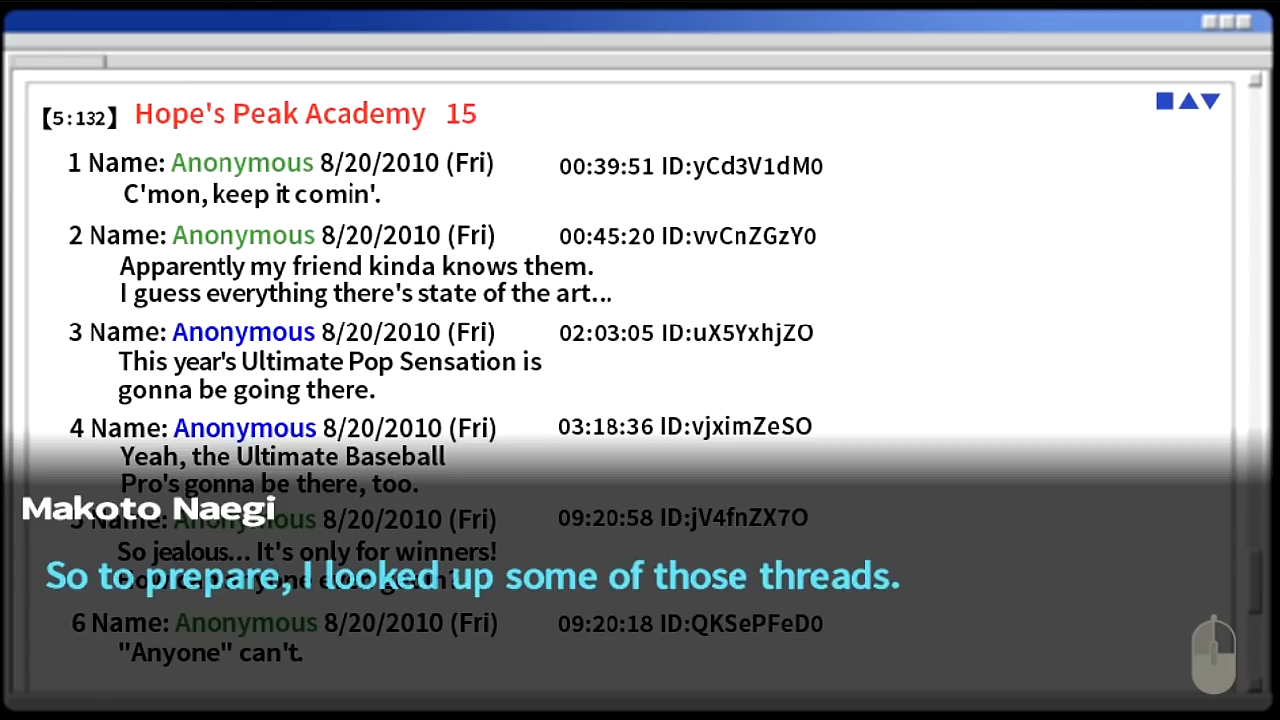 【5:132】 Hope's Peak Academy 15
1 Name: Anonymous 8/20/2010 (Fri) 00:39:51 ID:yCd3V1dM0
C'mon, keep it comin'.
2 Name: Anonymous 8/20/2010 (Fri) 00:45:20 ID:vvCnZGzY0
Apparently my friend kinda knows them.
I guess everything there's state of the art...
3 Name: Anonymous 8/20/2010 (Fri) 02:03:05 ID:uX5YxhjZO
This year's Ultimate Pop Sensation is
gonna be going there.
4 Name: Anonymous 8/20/2010 (Fri) 03:18:36 ID:vjximZeSO
Yeah, the Ultimate Baseball
Pro's gonna be there, too.
Makoto Naegi
5 Name: Anonymous 8/20/2010 (Fri) 09:20:58 ID:jV4fnZX7O
So jealous... It's only for winners!
So to prepare, I looked up some of those threads.
6 Name: Anonymous 8/20/2010 (Fri) 09:20:18 ID:QKSePFeD0
"Anyone" can't.